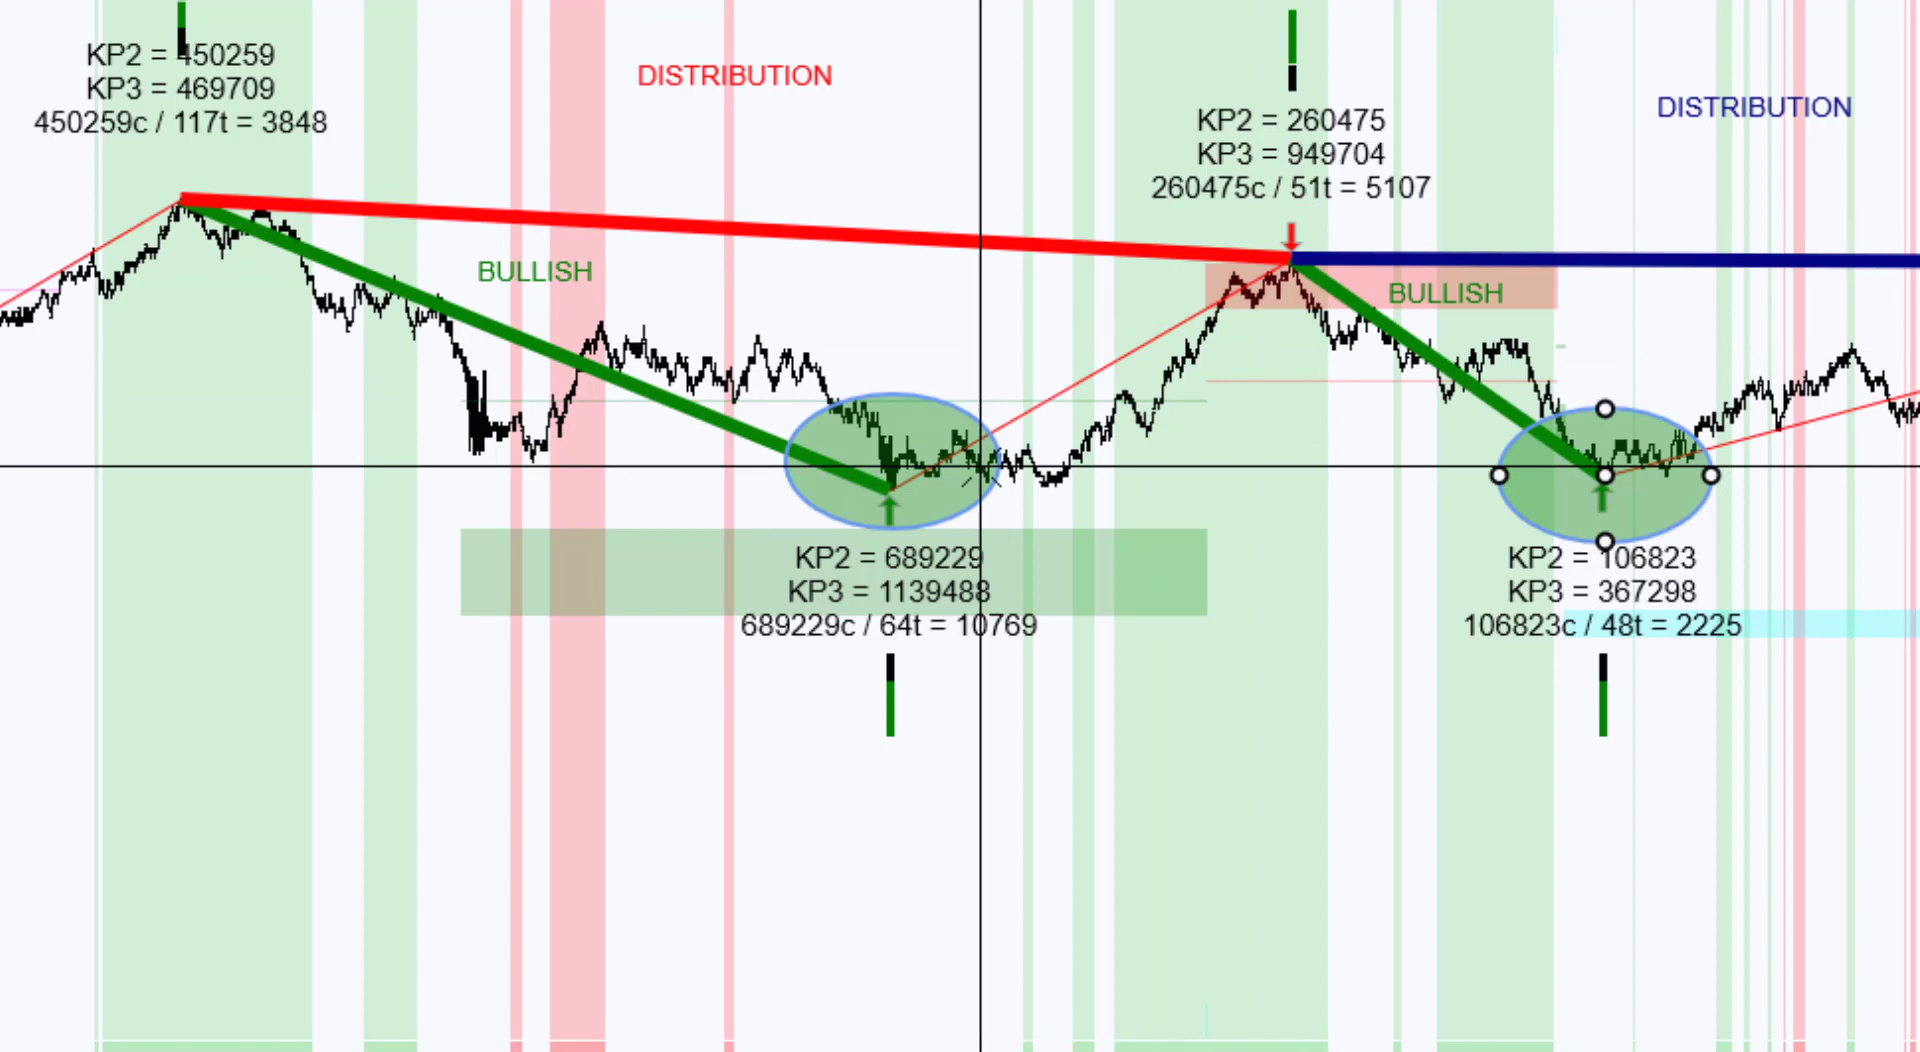 KP2 = 450259
KP3 = 469709
450259c / 117t = 3848
DISTRIBUTION
BULLISH
KP2 = 689229
KP3 = 1139488
689229c / 64t = 10769
KP2 = 260475
KP3 = 949704
260475c / 51t = 5107
BULLISH
DISTRIBUTION
KP2 = 106823
KP3 = 367298
106823c / 48t = 2225